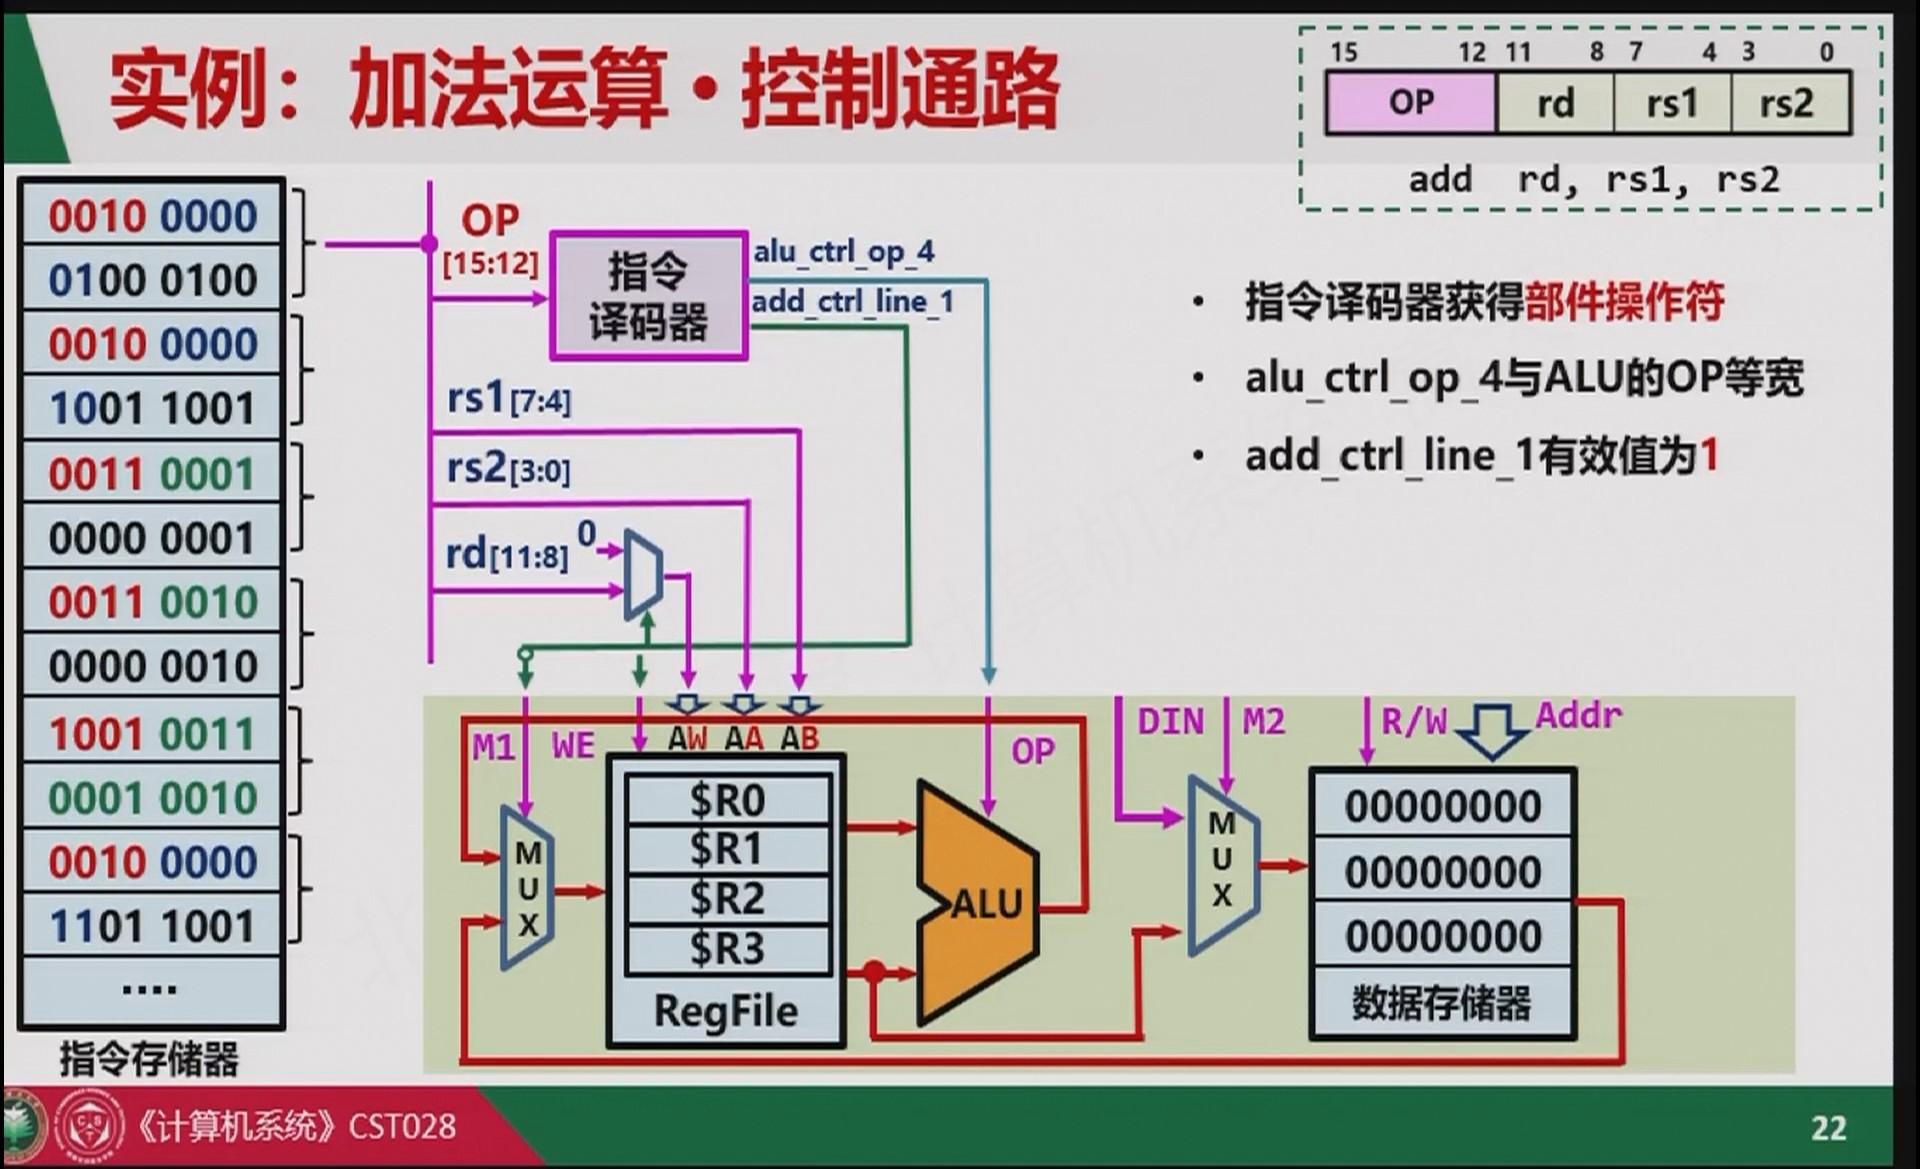 实例：加法运算•控制通路
15 12 11 8 7 4 3 0
OP rd rs1 rs2
add rd, rs1, rs2
0010 0000
0100 0100
0010 0000
1001 1001
0011 0001
0000 0001
0011 0010
0000 0010
1001 0011
0001 0010
0010 0000
1101 1001
....
指令存储器
OP
[15:12]
指令
译码器
alu_ctrl_op_4
add_ctrl_line_1
rs1[7:4]
rs2[3:0]
rd[11:8]
0
• 指令译码器获得部件操作符
• alu_ctrl_op_4与ALU的OP等宽
• add_ctrl_line_1有效值为1
M1 WE AW AA AB OP DIN M2 R/W Addr
MUX
$R0
$R1
$R2
$R3
RegFile
ALU
MUX
00000000
00000000
00000000
数据存储器
《计算机系统》CST028
22